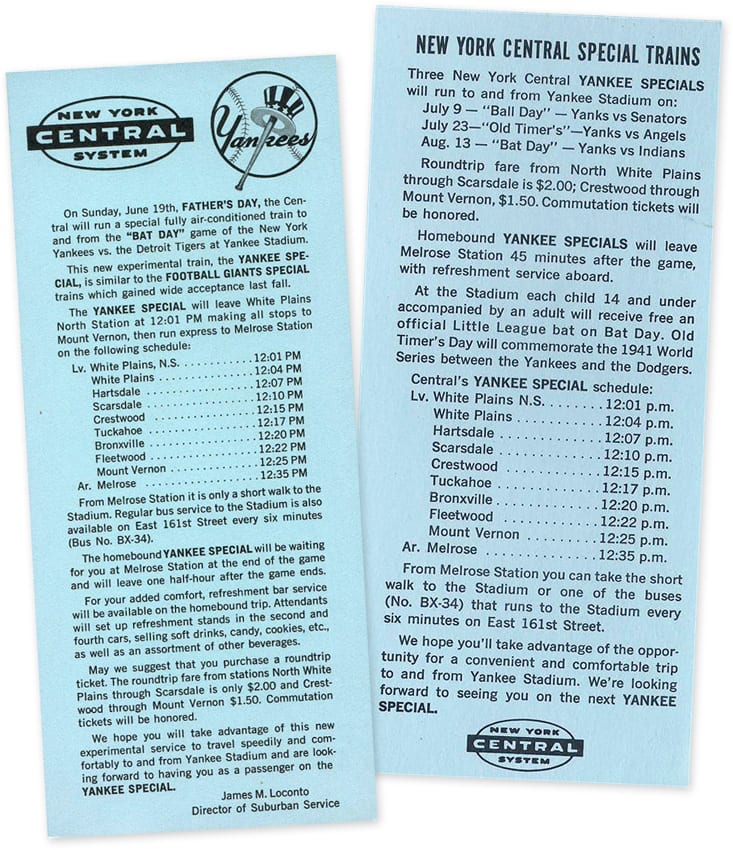 NEW YORK
CENTRAL
SYSTEM
Yankees
On Sunday, June 19th, FATHER'S DAY, the Cen-
tral will run a special fully air-conditioned train to
and from the "BAT DAY" game of the New York
Yankees vs. the Detroit Tigers at Yankee Stadium.
This new experimental train, the YANKEE SPE-
CIAL, is similar to the FOOTBALL GIANTS SPECIAL
trains which gained wide acceptance last fall.
The YANKEE SPECIAL will leave White Plains
North Station at 12:01 PM making all stops to
Mount Vernon, then run express to Melrose Station
on the following schedule:
Lv. White Plains, N.S. . . . . . . . . . . . . 12:01 PM
White Plains . . . . . . . . . . . . . . . 12:04 PM
Hartsdale . . . . . . . . . . . . . . . . . 12:07 PM
Scarsdale . . . . . . . . . . . . . . . . . 12:10 PM
Crestwood . . . . . . . . . . . . . . . . 12:15 PM
Tuckahoe . . . . . . . . . . . . . . . . . 12:17 PM
Bronxville . . . . . . . . . . . . . . . . . 12:20 PM
Fleetwood . . . . . . . . . . . . . . . . . 12:22 PM
Mount Vernon . . . . . . . . . . . . . . 12:25 PM
Ar. Melrose . . . . . . . . . . . . . . . . . . . 12:35 PM
From Melrose Station it is only a short walk to the
Stadium. Regular bus service to the Stadium is also
available on East 161st Street every six minutes
(Bus No. BX-34).
The homebound YANKEE SPECIAL will be waiting
for you at Melrose Station at the end of the game
and will leave one half-hour after the game ends.
For your added comfort, refreshment bar service
will be available on the homebound trip. Attendants
will set up refreshment stands in the second and
fourth cars, selling soft drinks, candy, cookies, etc.,
as well as an assortment of other beverages.
May we suggest that you purchase a roundtrip
ticket. The roundtrip fare from stations North White
Plains through Scarsdale is only $2.00 and Crest-
wood through Mount Vernon $1.50. Commutation
tickets will be honored.
We hope you will take advantage of this new
experimental service to travel speedily and com-
fortably to and from Yankee Stadium and are look-
ing forward to having you as a passenger on the
YANKEE SPECIAL.
James M. Loconto
Director of Suburban Service
NEW YORK CENTRAL SPECIAL TRAINS
Three New York Central YANKEE SPECIALS
will run to and from Yankee Stadium on:
July 9 — "Ball Day" — Yanks vs Senators
July 23—"Old Timer's"—Yanks vs Angels
Aug. 13 — "Bat Day" — Yanks vs Indians
Roundtrip fare from North White Plains
through Scarsdale is $2.00; Crestwood through
Mount Vernon, $1.50. Commutation tickets will
be honored.
Homebound YANKEE SPECIALS will leave
Melrose Station 45 minutes after the game,
with refreshment service aboard.
At the Stadium each child 14 and under
accompanied by an adult will receive free an
official Little League bat on Bat Day. Old
Timer's Day will commemorate the 1941 World
Series between the Yankees and the Dodgers.
Central's YANKEE SPECIAL schedule:
Lv. White Plains N.S. . . . . . . . . 12:01 p.m.
White Plains . . . . . . . . . . . . 12:04 p.m.
Hartsdale . . . . . . . . . . . . . . 12:07 p.m.
Scarsdale . . . . . . . . . . . . . . 12:10 p.m.
Crestwood . . . . . . . . . . . . . 12:15 p.m.
Tuckahoe . . . . . . . . . . . . . . 12:17 p.m.
Bronxville . . . . . . . . . . . . . . 12:20 p.m.
Fleetwood . . . . . . . . . . . . . 12:22 p.m.
Mount Vernon . . . . . . . . . . . 12:25 p.m.
Ar. Melrose . . . . . . . . . . . . . . . . 12:35 p.m.
From Melrose Station you can take the short
walk to the Stadium or one of the buses
(No. BX-34) that runs to the Stadium every
six minutes on East 161st Street.
We hope you'll take advantage of the oppor-
tunity for a convenient and comfortable trip
to and from Yankee Stadium. We're looking
forward to seeing you on the next YANKEE
SPECIAL.
NEW YORK
CENTRAL
SYSTEM